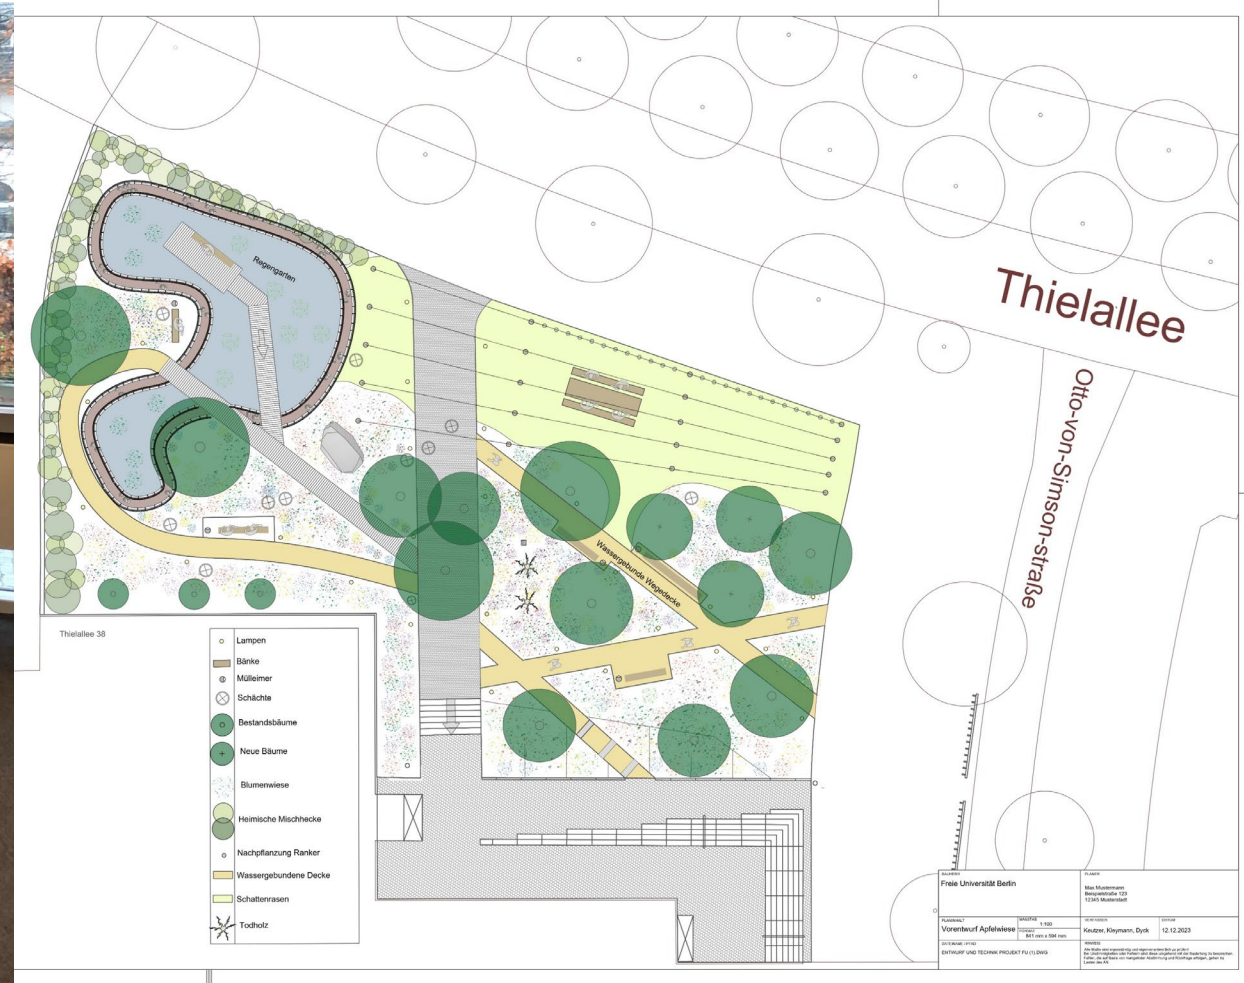 Thielallee
Otto-von-Simson-straße
Regengarten
Wassergebunde Wegedecke
Thielallee 38
Lampen
Bänke
Mülleimer
Schächte
Bestandsbäume
Neue Bäume
Blumenwiese
Heimische Mischhecke
Nachpflanzung Ranker
Wassergebundene Decke
Schattenrasen
Todholz
Freie Universität Berlin
Max Mustermann
Beispielstraße 123
12345 Musterstadt
Vorentwurf Apfelwiese
1:100
841 mm x 594 mm
Keutzer, Kleymann, Dyck
12.12.2023
ENTWURF UND TECHNIK PROJEKT FU (1).DWG